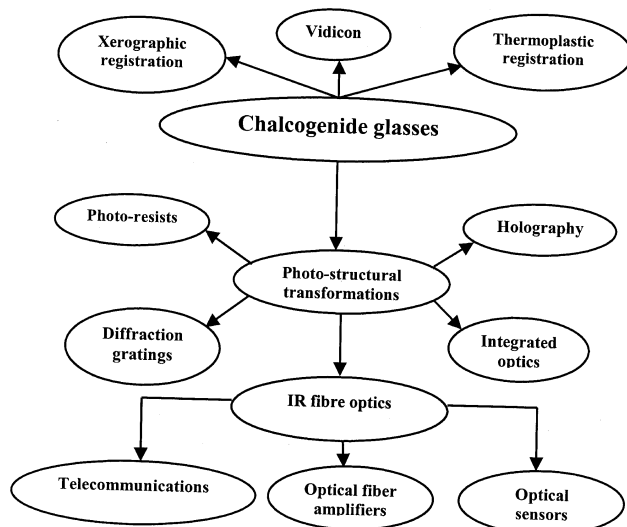 Xerographic
registration
Vidicon
Thermoplastic
registration
Chalcogenide glasses
Photo-resists
Holography
Photo-structural
transformations
Diffraction
gratings
Integrated
optics
IR fibre optics
Telecommunications
Optical fiber
amplifiers
Optical
sensors